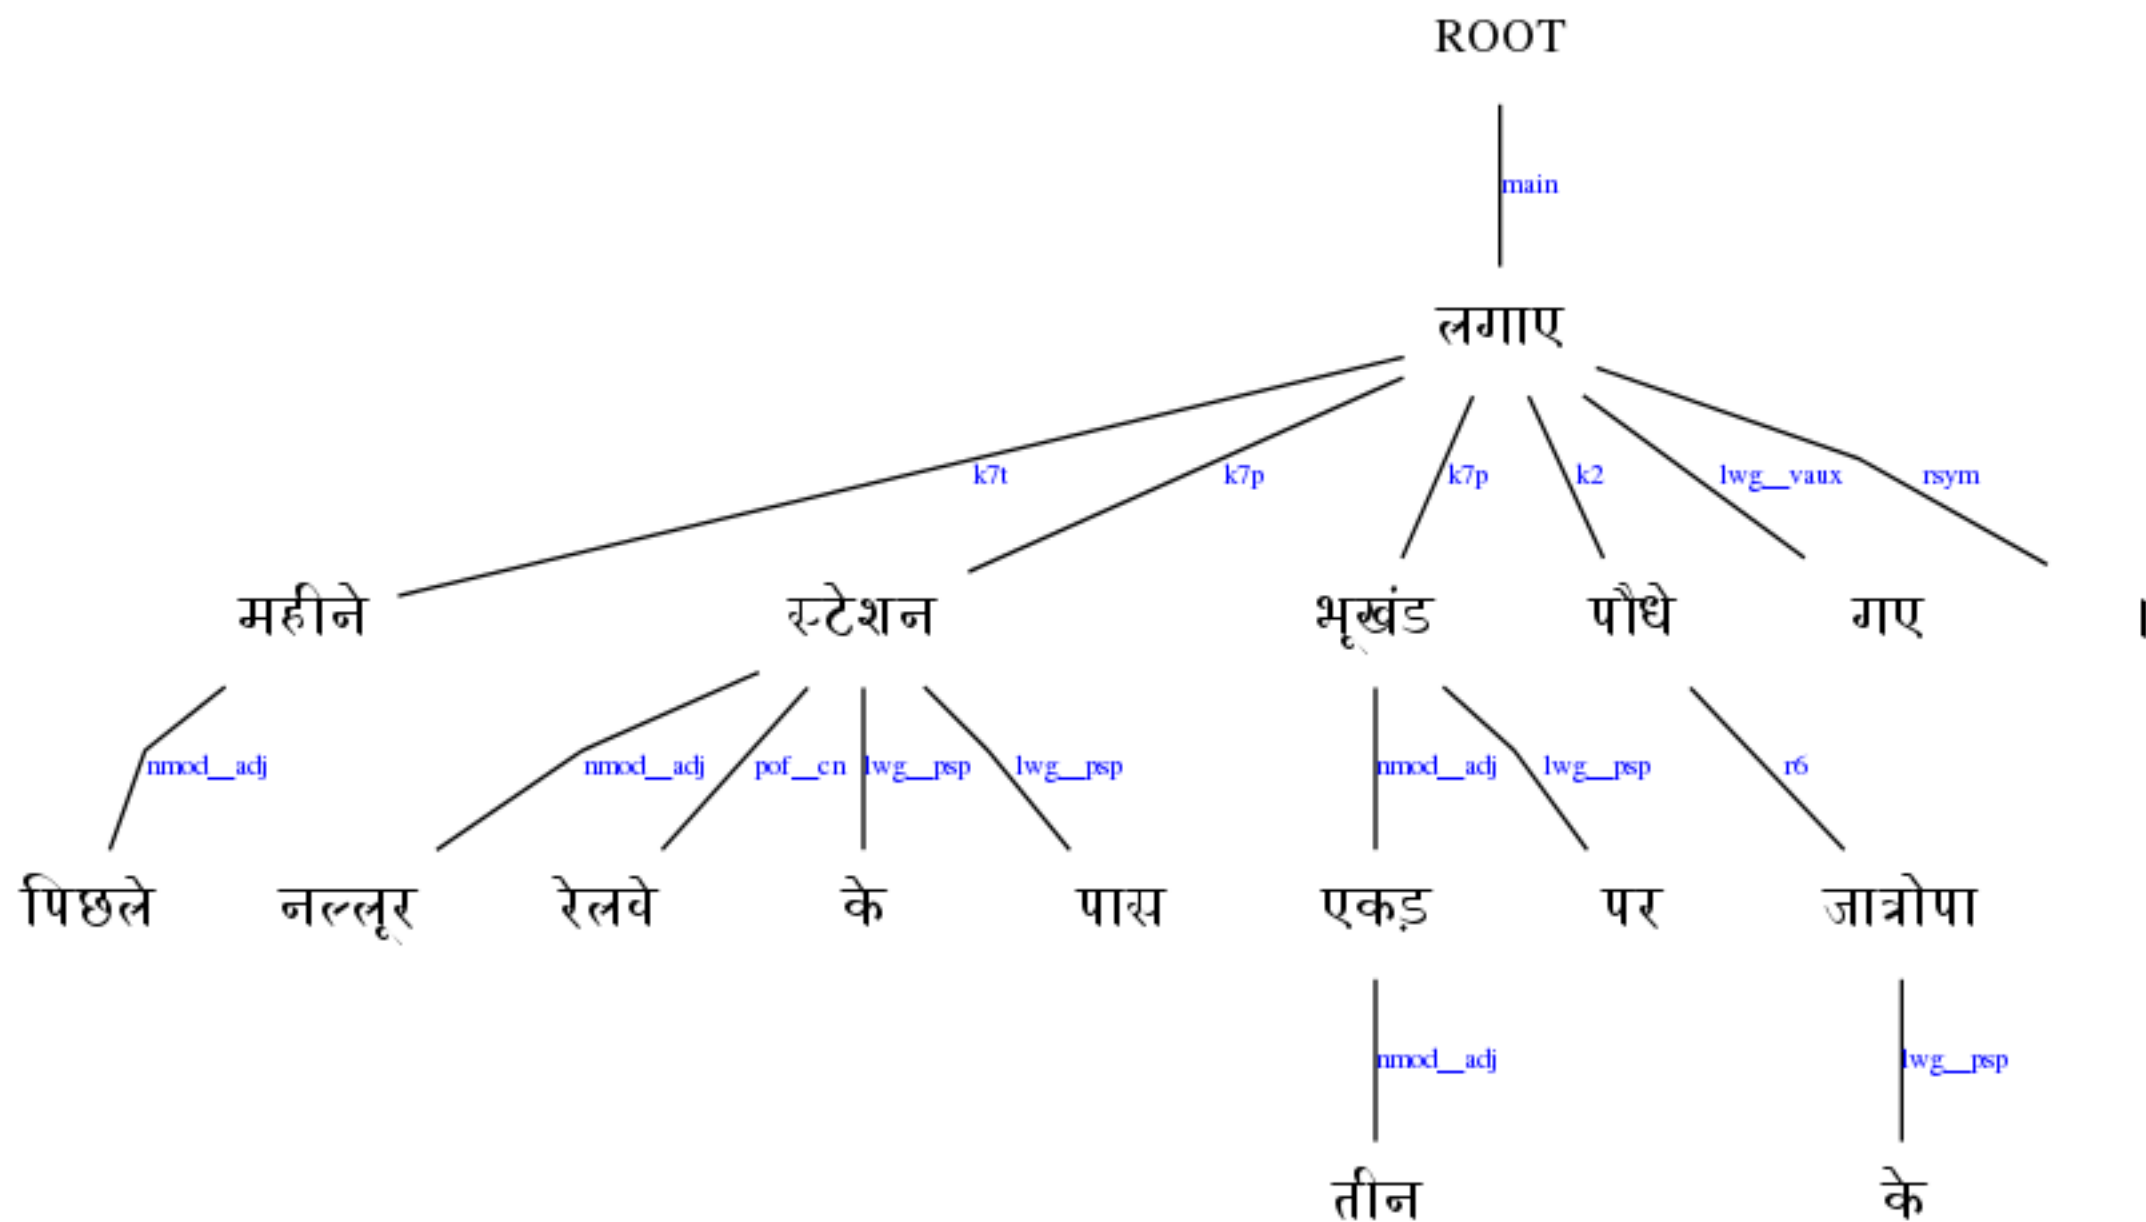 ROOT
main
लगाए
k7t k7p k7p k2 lwg__vaux rsym
महीने स्टेशन भूखंड पौधे गए ।
nmod__adj nmod__adj pof__cn lwg__psp lwg__psp nmod__adj lwg__psp r6
पिछले नल्लूर रेलवे के पास एकड़ पर जात्रोपा
nmod__adj lwg__psp
तीन के